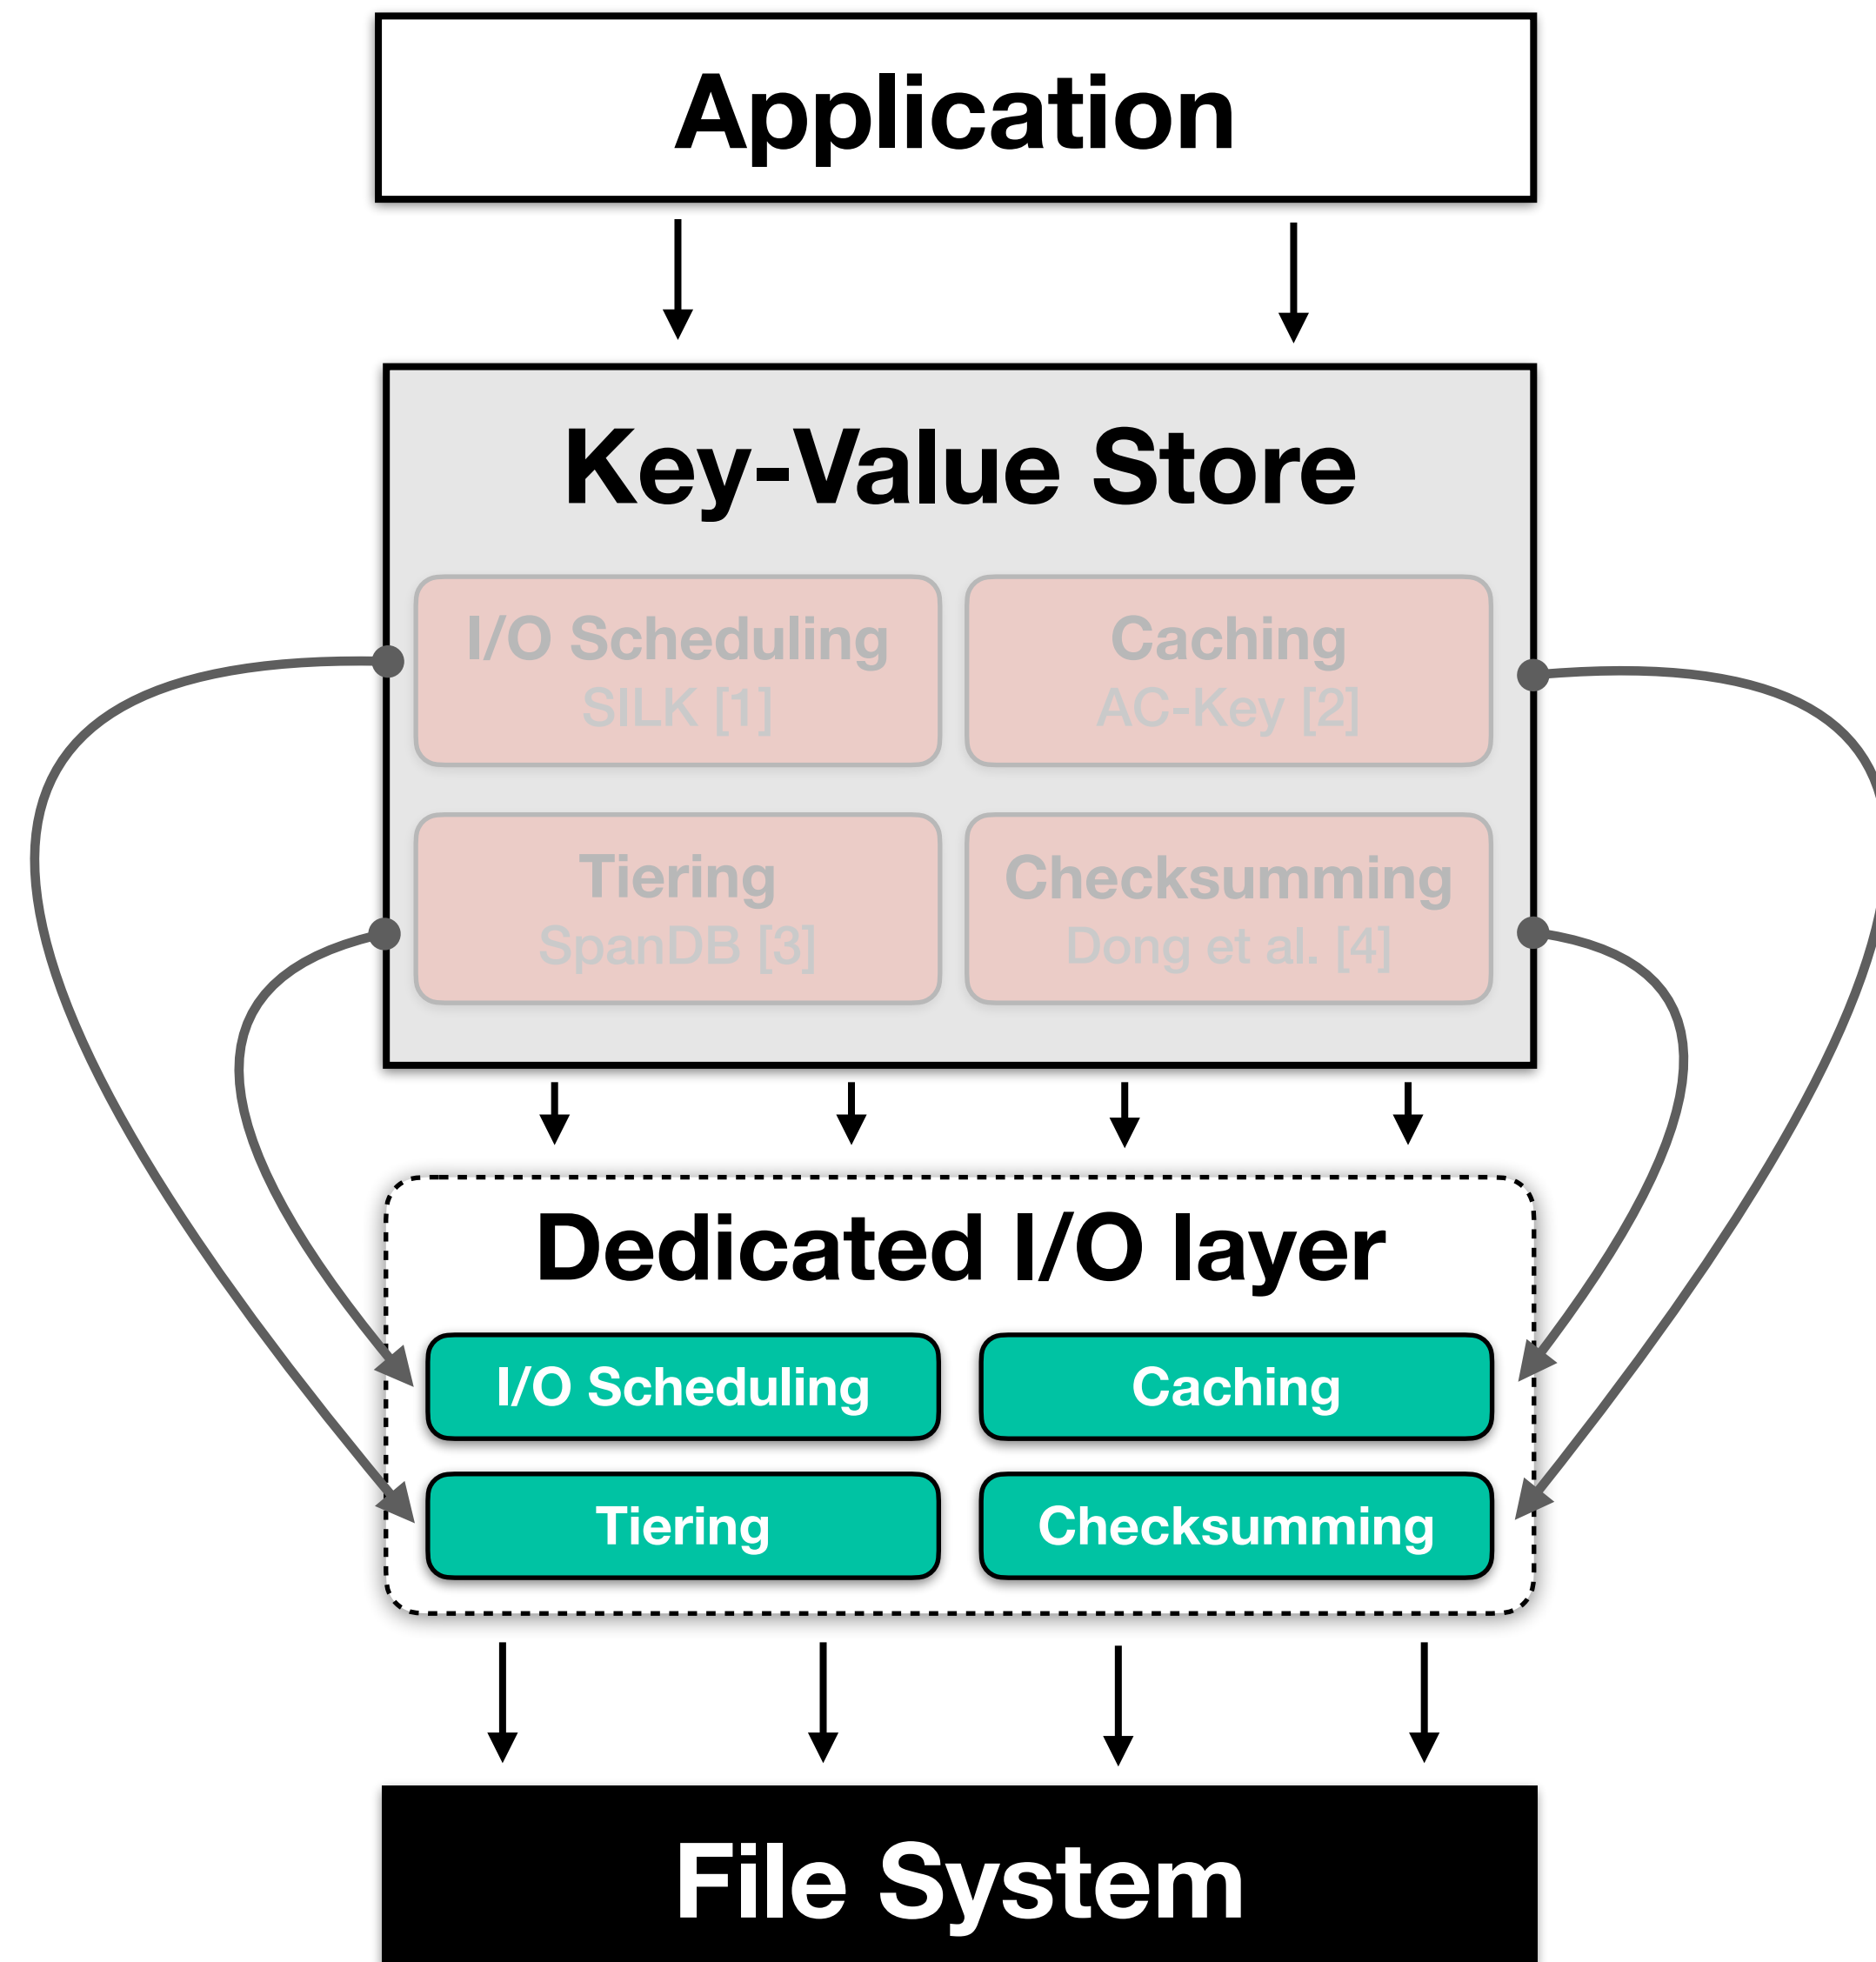 Application
Key-Value Store
I/O Scheduling
SILK [1]
Caching
AC-Key [2]
Tiering
SpanDB [3]
Checksumming
Dong et al. [4]
Dedicated I/O layer
I/O Scheduling
Caching
Tiering
Checksumming
File System